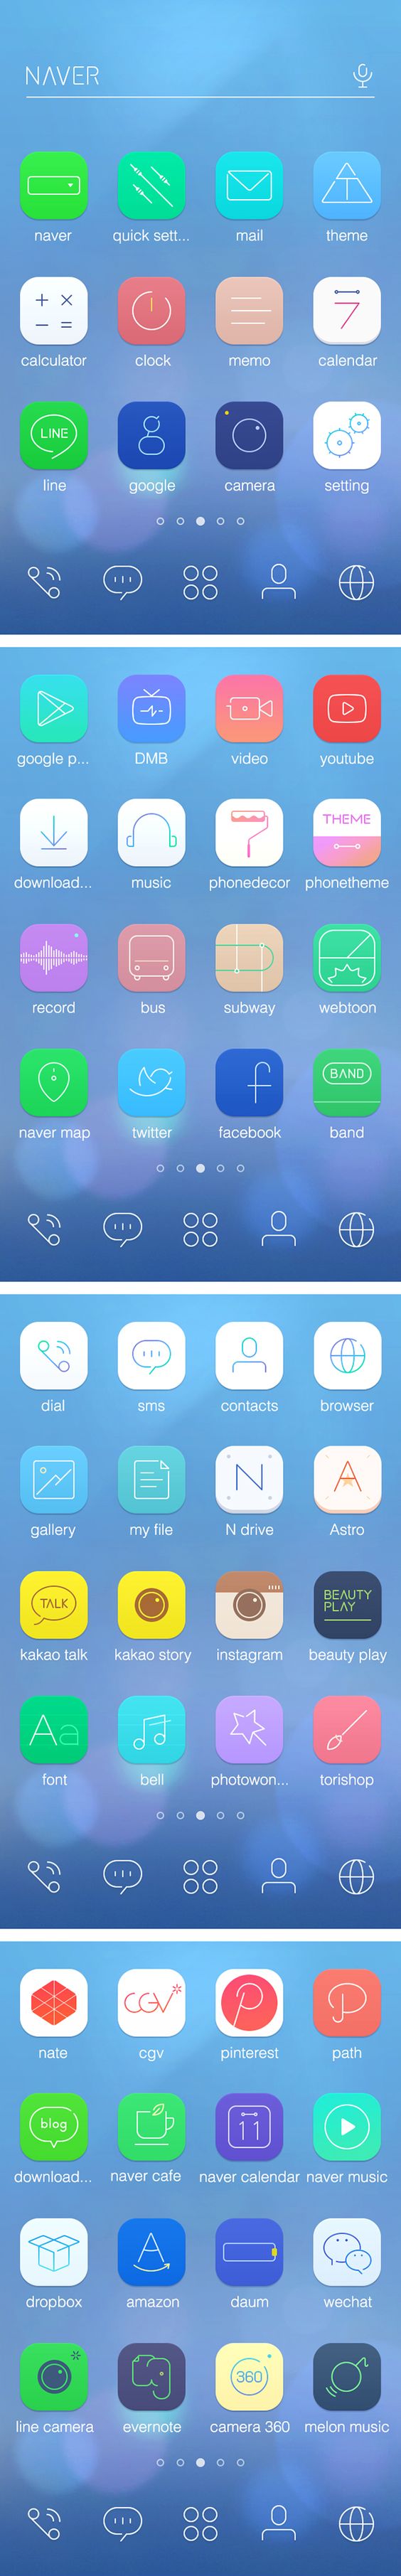 NAVER
naver quick sett... mail theme
calculator clock memo 7 calendar
LINE
line google camera setting
google p... DMB video youtube
THEME
download... music phonedecor phonetheme
record bus subway webtoon
BAND
naver map twitter facebook band
dial sms contacts browser
N A
gallery my file N drive Astro
TALK BEAUTY PLAY
kakao talk kakao story instagram beauty play
Aa
font bell photowon... torishop
CGV
nate cgv pinterest path
blog 11
download... naver cafe naver calendar naver music
dropbox amazon daum wechat
360
line camera evernote camera 360 melon music